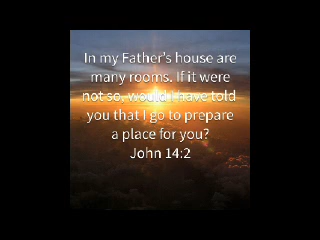 In my Father's house are
many rooms. If it were
not so, would I have told
you that I go to prepare
a place for you?
John 14:2